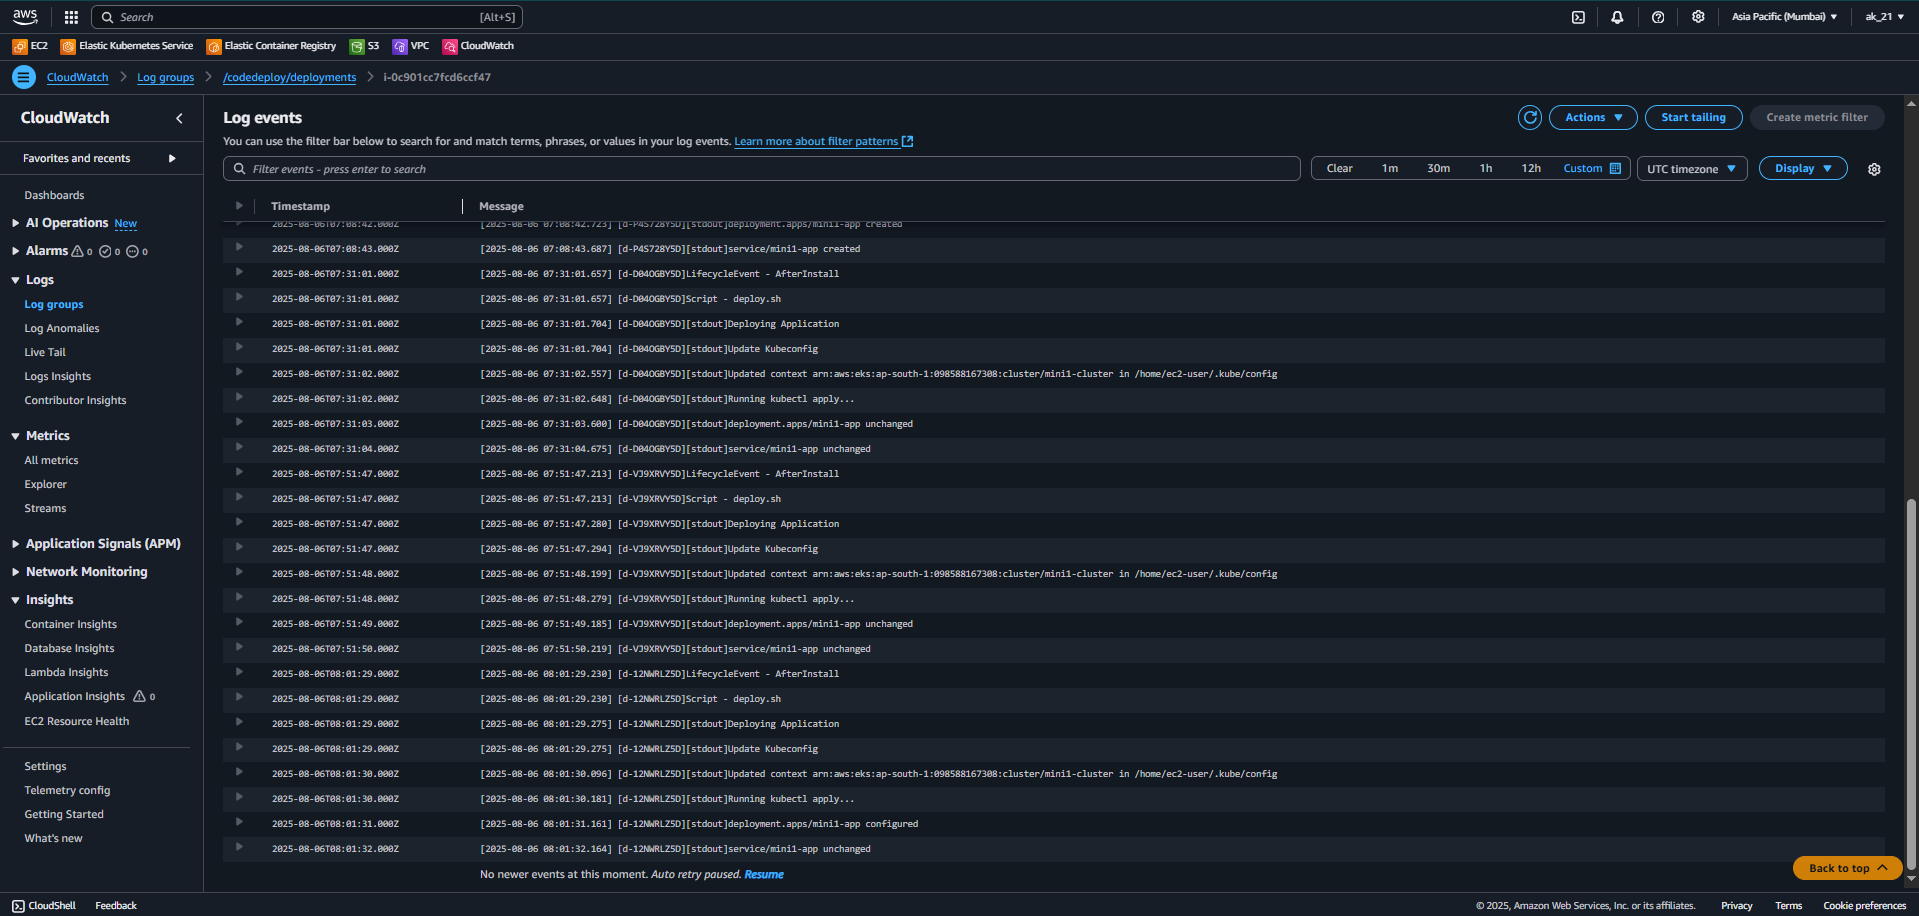 aws
Search [Alt+S]
Asia Pacific (Mumbai)
ak_21
EC2 Elastic Kubernetes Service Elastic Container Registry S3 VPC CloudWatch
CloudWatch Log groups /codedeploy/deployments i-0c901cc7fcd6ccf47
CloudWatch
Favorites and recents
Dashboards
AI Operations New
Alarms 0 0 0
Logs
Log groups
Log Anomalies
Live Tail
Logs Insights
Contributor Insights
Metrics
All metrics
Explorer
Streams
Application Signals (APM)
Network Monitoring
Insights
Container Insights
Database Insights
Lambda Insights
Application Insights 0
EC2 Resource Health
Settings
Telemetry config
Getting Started
What's new
Log events
Actions
Start tailing
Create metric filter
You can use the filter bar below to search for and match terms, phrases, or values in your log events. Learn more about filter patterns
Filter events - press enter to search
Clear 1m 30m 1h 12h Custom
UTC timezone
Display
Timestamp Message
2025-08-06T07:08:42.000Z [2025-08-06 07:08:42.723] [d-P4S728Y5D][stdout]deployment.apps/mini1-app created
2025-08-06T07:08:43.000Z [2025-08-06 07:08:43.687] [d-P4S728Y5D][stdout]service/mini1-app created
2025-08-06T07:31:01.000Z [2025-08-06 07:31:01.657] [d-D04OGBY5D]LifecycleEvent - AfterInstall
2025-08-06T07:31:01.000Z [2025-08-06 07:31:01.657] [d-D04OGBY5D]Script - deploy.sh
2025-08-06T07:31:01.000Z [2025-08-06 07:31:01.704] [d-D04OGBY5D][stdout]Deploying Application
2025-08-06T07:31:01.000Z [2025-08-06 07:31:01.704] [d-D04OGBY5D][stdout]Update Kubeconfig
2025-08-06T07:31:02.000Z [2025-08-06 07:31:02.557] [d-D04OGBY5D][stdout]Updated context arn:aws:eks:ap-south-1:098588167308:cluster/mini1-cluster in /home/ec2-user/.kube/config
2025-08-06T07:31:02.000Z [2025-08-06 07:31:02.648] [d-D04OGBY5D][stdout]Running kubectl apply...
2025-08-06T07:31:03.000Z [2025-08-06 07:31:03.600] [d-D04OGBY5D][stdout]deployment.apps/mini1-app unchanged
2025-08-06T07:31:04.000Z [2025-08-06 07:31:04.675] [d-D04OGBY5D][stdout]service/mini1-app unchanged
2025-08-06T07:51:47.000Z [2025-08-06 07:51:47.213] [d-VJ9XRVY5D]LifecycleEvent - AfterInstall
2025-08-06T07:51:47.000Z [2025-08-06 07:51:47.213] [d-VJ9XRVY5D]Script - deploy.sh
2025-08-06T07:51:47.000Z [2025-08-06 07:51:47.280] [d-VJ9XRVY5D][stdout]Deploying Application
2025-08-06T07:51:47.000Z [2025-08-06 07:51:47.294] [d-VJ9XRVY5D][stdout]Update Kubeconfig
2025-08-06T07:51:48.000Z [2025-08-06 07:51:48.199] [d-VJ9XRVY5D][stdout]Updated context arn:aws:eks:ap-south-1:098588167308:cluster/mini1-cluster in /home/ec2-user/.kube/config
2025-08-06T07:51:48.000Z [2025-08-06 07:51:48.279] [d-VJ9XRVY5D][stdout]Running kubectl apply...
2025-08-06T07:51:49.000Z [2025-08-06 07:51:49.185] [d-VJ9XRVY5D][stdout]deployment.apps/mini1-app unchanged
2025-08-06T07:51:50.000Z [2025-08-06 07:51:50.219] [d-VJ9XRVY5D][stdout]service/mini1-app unchanged
2025-08-06T08:01:29.000Z [2025-08-06 08:01:29.230] [d-12NWRLZ5D]LifecycleEvent - AfterInstall
2025-08-06T08:01:29.000Z [2025-08-06 08:01:29.230] [d-12NWRLZ5D]Script - deploy.sh
2025-08-06T08:01:29.000Z [2025-08-06 08:01:29.275] [d-12NWRLZ5D][stdout]Deploying Application
2025-08-06T08:01:29.000Z [2025-08-06 08:01:29.275] [d-12NWRLZ5D][stdout]Update Kubeconfig
2025-08-06T08:01:30.000Z [2025-08-06 08:01:30.096] [d-12NWRLZ5D][stdout]Updated context arn:aws:eks:ap-south-1:098588167308:cluster/mini1-cluster in /home/ec2-user/.kube/config
2025-08-06T08:01:30.000Z [2025-08-06 08:01:30.181] [d-12NWRLZ5D][stdout]Running kubectl apply...
2025-08-06T08:01:31.000Z [2025-08-06 08:01:31.161] [d-12NWRLZ5D][stdout]deployment.apps/mini1-app configured
2025-08-06T08:01:32.000Z [2025-08-06 08:01:32.164] [d-12NWRLZ5D][stdout]service/mini1-app unchanged
No newer events at this moment. Auto retry paused. Resume
Back to top
CloudShell Feedback © 2025, Amazon Web Services, Inc. or its affiliates. Privacy Terms Cookie preferences